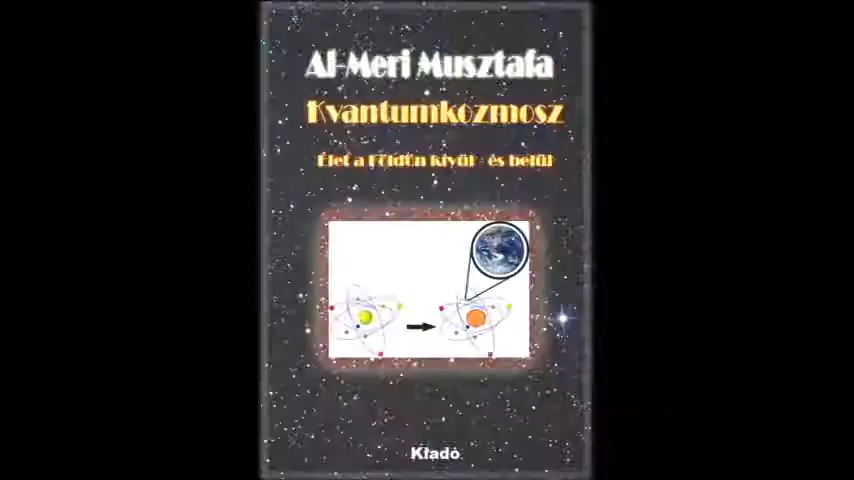 Al-Meri Musztafa
Kvantumkozmosz
Élet a Földön kívül - és belül
Kiadó